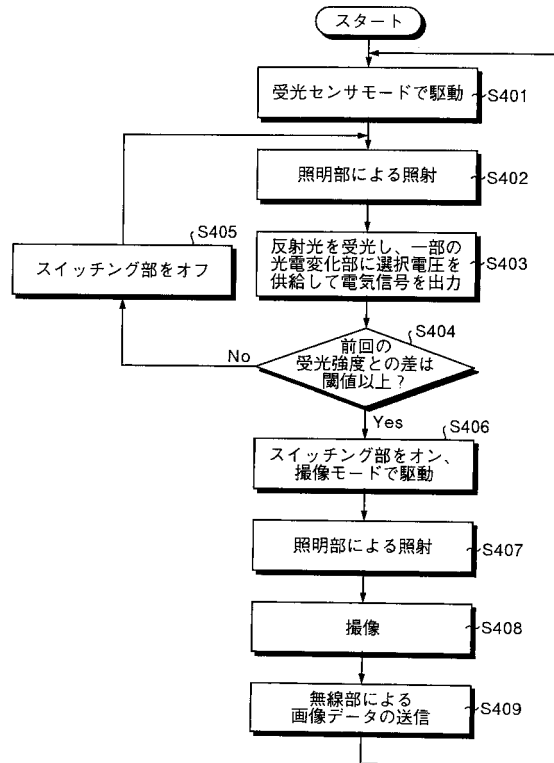 スタート
受光センサモードで駆動
S401
照明部による照射
S402
反射光を受光し、一部の
光電変化部に選択電圧を
供給して電気信号を出力
S403
S404
前回の
受光強度との差は
閾値以上？
No
S405
スイッチング部をオフ
Yes
S406
スイッチング部をオン、
撮像モードで駆動
照明部による照射
S407
撮像
S408
無線部による
画像データの送信
S409